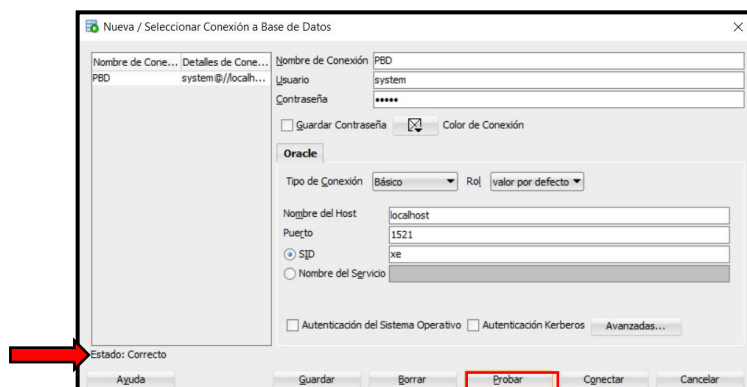 Nueva / Seleccionar Conexión a Base de Datos
Nombre de Cone... Detalles de Cone...
PBD system@//localh...
Nombre de Conexión PBD
Usuario system
Contraseña •••••
Guardar Contraseña Color de Conexión
Oracle
Tipo de Conexión Básico Rol valor por defecto
Nombre del Host localhost
Puerto 1521
SID xe
Nombre del Servicio
Autenticación del Sistema Operativo Autenticación Kerberos Avanzadas...
Estado: Correcto
Ayuda Guardar Borrar Probar Conectar Cancelar